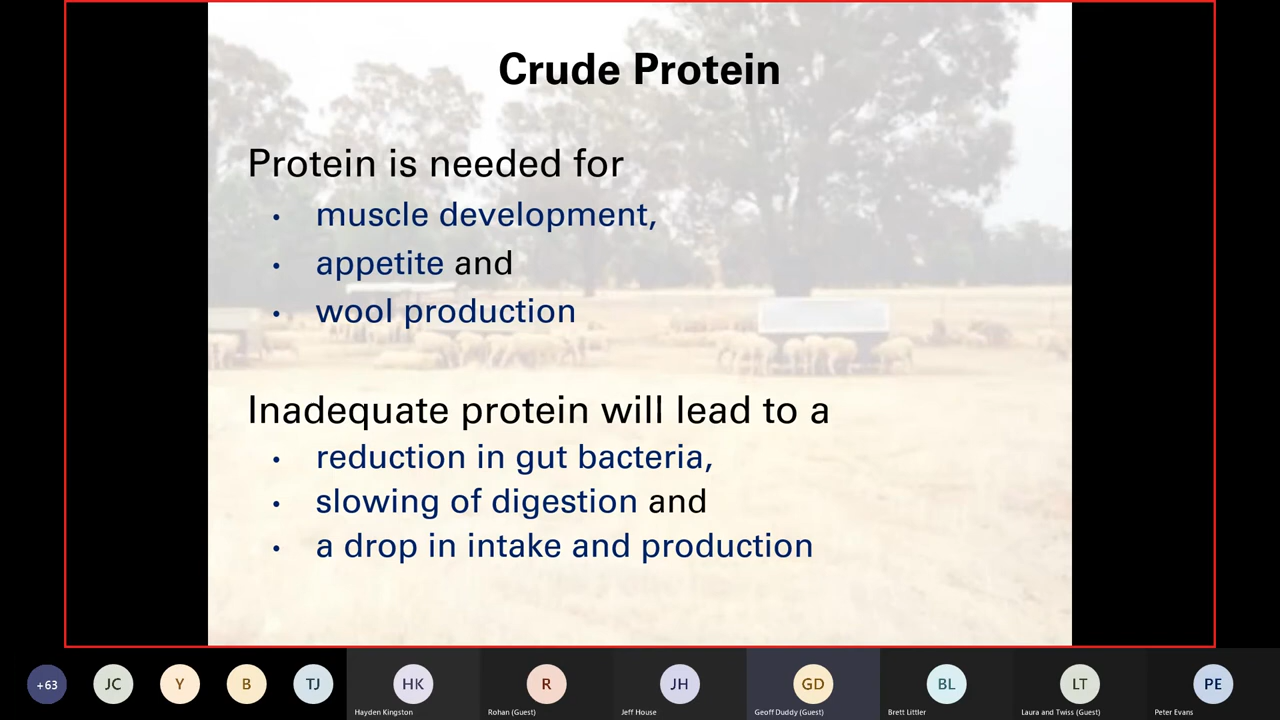 Crude Protein
Protein is needed for
• muscle development,
• appetite and
• wool production
Inadequate protein will lead to a
• reduction in gut bacteria,
• slowing of digestion and
• a drop in intake and production
+63
JC
Y
B
TJ
HK
Hayden Kingston
R
Rohan (Guest)
JH
Jeff House
GD
Geoff Duddy (Guest)
BL
Brett Littler
LT
Laura and Twiss (Guest)
PE
Peter Evans